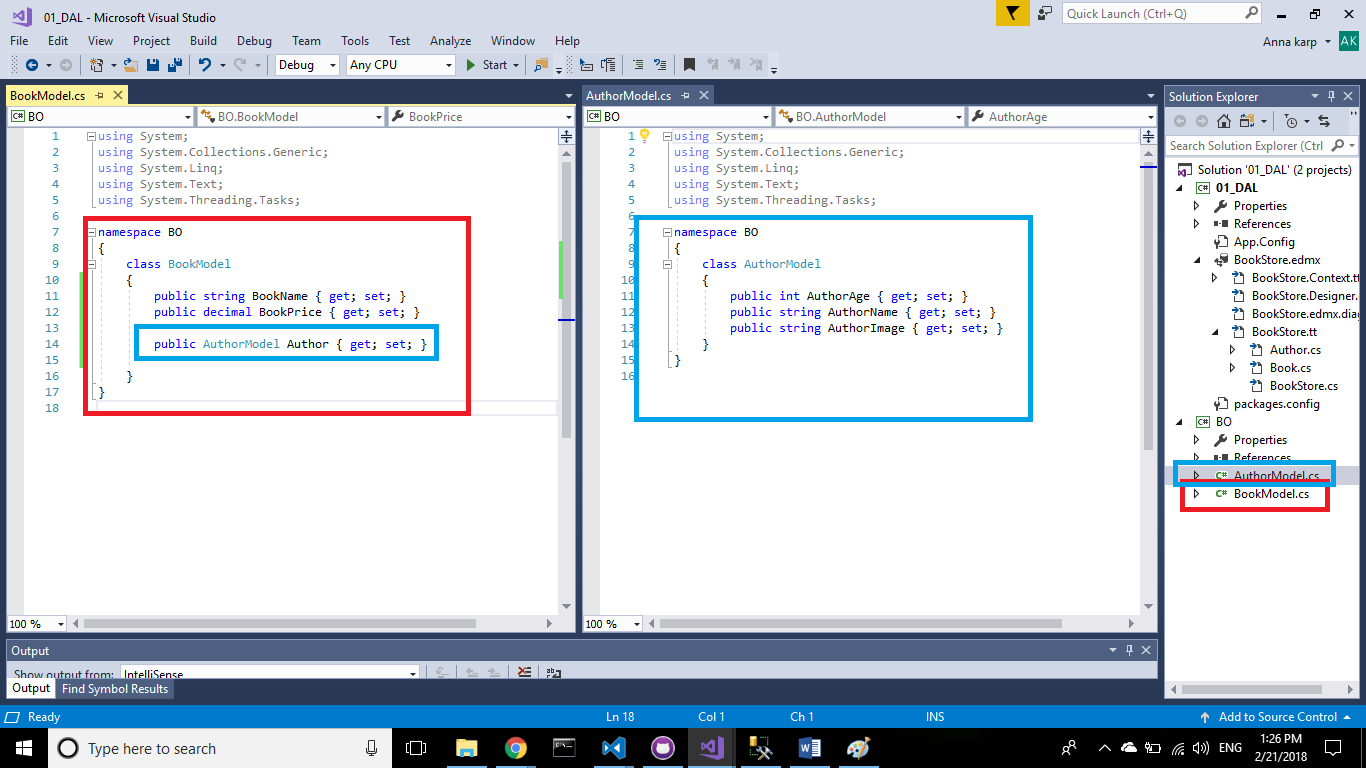 01_DAL - Microsoft Visual Studio
Quick Launch (Ctrl+Q)
File Edit View Project Build Debug Team Tools Test Analyze Window Help
Anna karp AK
Debug Any CPU Start
BookModel.cs
BO BO.BookModel BookPrice
1 using System;
2 using System.Collections.Generic;
3 using System.Linq;
4 using System.Text;
5 using System.Threading.Tasks;
6
7 namespace BO
8 {
9 class BookModel
10 {
11 public string BookName { get; set; }
12 public decimal BookPrice { get; set; }
13
14 public AuthorModel Author { get; set; }
15
16 }
17 }
18
100 %
AuthorModel.cs
BO BO.AuthorModel AuthorAge
1 using System;
2 using System.Collections.Generic;
3 using System.Linq;
4 using System.Text;
5 using System.Threading.Tasks;
6
7 namespace BO
8 {
9 class AuthorModel
10 {
11 public int AuthorAge { get; set; }
12 public string AuthorName { get; set; }
13 public string AuthorImage { get; set; }
14 }
15 }
16
100 %
Solution Explorer
Search Solution Explorer (Ctrl
Solution '01_DAL' (2 projects)
C# 01_DAL
Properties
References
App.Config
BookStore.edmx
BookStore.Context.tt
BookStore.Designer.
BookStore.edmx.diag
BookStore.tt
Author.cs
Book.cs
BookStore.cs
packages.config
C# BO
Properties
References
C# AuthorModel.cs
C# BookModel.cs
Output
Show output from: IntelliSense
Output Find Symbol Results
Ready Ln 18 Col 1 Ch 1 INS Add to Source Control
Type here to search
ENG
1:26 PM
2/21/2018